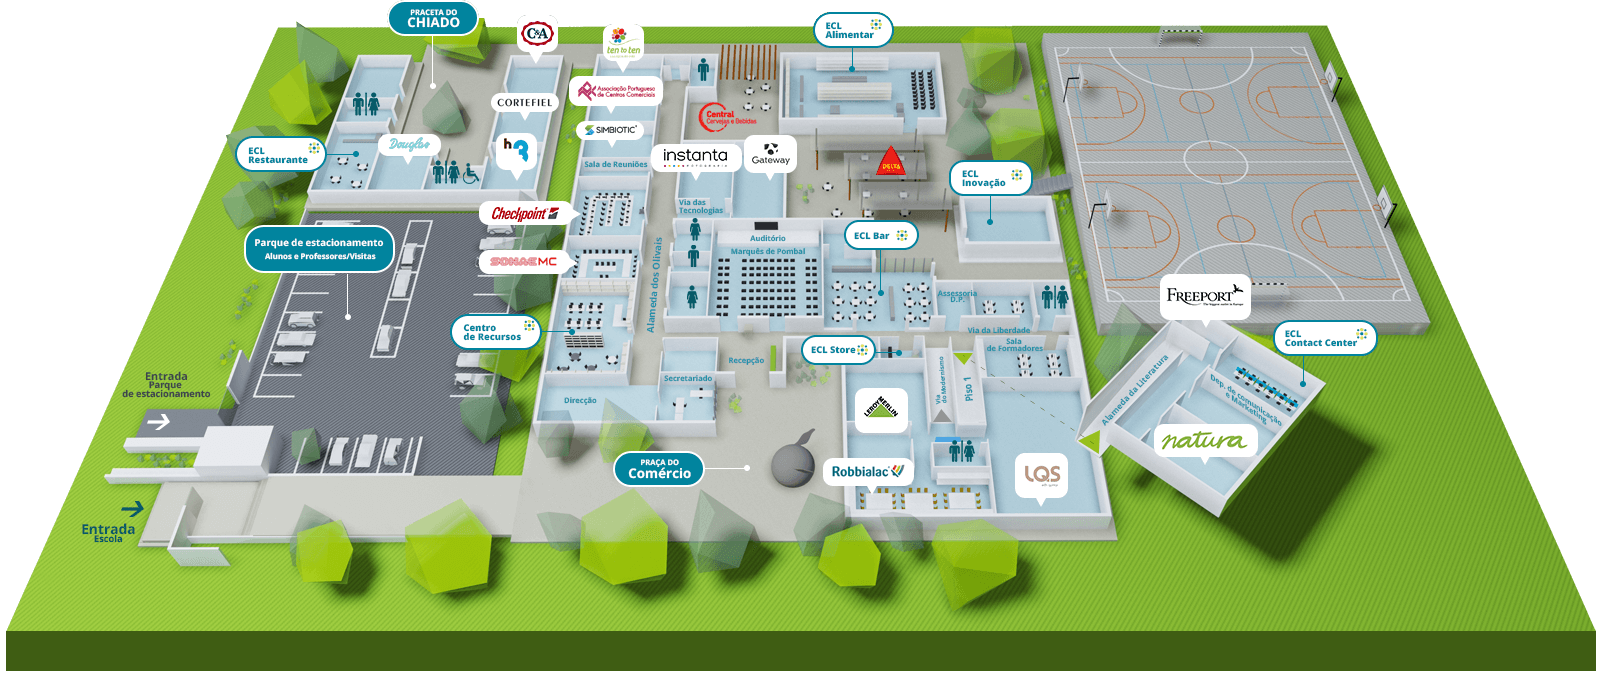 PRACETA DO
CHIADO
C&A
ten to ten
ECL
Alimentar
Associação Portuguesa
de Centros Comerciais
CORTEFIEL
Central
Cervejas e Bebidas
SIMBIOTIC
Douglas
h3
ECL
Restaurante
Sala de Reuniões
instanta
Gateway
DELTA
ECL
Inovação
Via das
Tecnologias
Checkpoint
Parque de estacionamento
Alunos e Professores/Visitas
Alameda dos Olivais
Auditório
Marquês de Pombal
ECL Bar
SONAE MC
Assessoria
D.P.
FREEPORT
Centro
de Recursos
Via da Liberdade
Sala
de Formadores
ECL
Contact Center
ECL Store
Recepção
Secretariado
Direcção
Via
do Modernismo
Piso 1
Alameda da Literatura
Dep. de comunicação
e Marketing
Entrada
Parque
de estacionamento
LEROY MERLIN
natura
PRAÇA DO
Comércio
Robbialac
LQS
Entrada
Escola